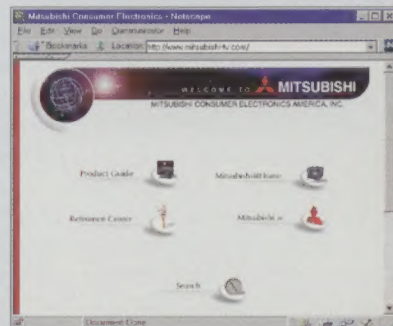 Mitsubishi Consumer Electronics - Netscape
File Edit View Go Communicator Help
Bookmarks Location: http://www.mitsubishi-tv.com/
WELCOME TO MITSUBISHI
MITSUBISHI CONSUMER ELECTRONICS AMERICA, INC.
Product Guide
Reference Center
Search
Document: Done